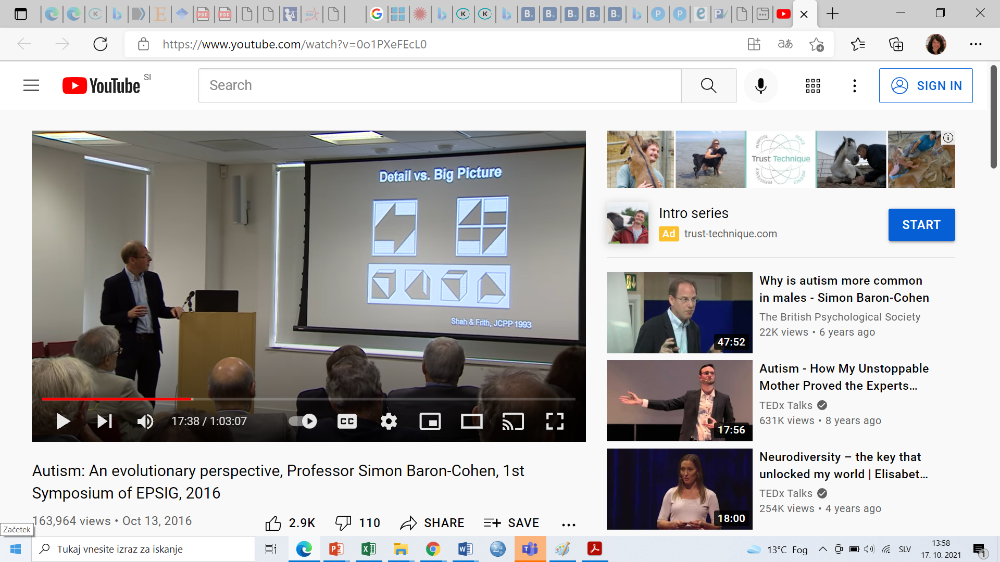 https://www.youtube.com/watch?v=0o1PXeFEcL0
YouTube SI
Search
SIGN IN
Detail vs. Big Picture
Shah & Frith, JCPP 1993
17:38 / 1:03:07
CC
Autism: An evolutionary perspective, Professor Simon Baron-Cohen, 1st
Symposium of EPSIG, 2016
163,964 views • Oct 13, 2016
2.9K
110
SHARE
SAVE
PURPOSE
PEACE
Trust Technique
PERSISTENCE
PATIENCE
Intro series
Ad trust-technique.com
START
Why is autism more common
in males - Simon Baron-Cohen
The British Psychological Society
22K views • 6 years ago
47:52
Autism - How My Unstoppable
Mother Proved the Experts...
TEDx Talks
631K views • 8 years ago
17:56
Neurodiversity – the key that
unlocked my world | Elisabet...
TEDx Talks
254K views • 4 years ago
18:00
Začetek
Tukaj vnesite izraz za iskanje
13°C Fog
SLV
13:58
17. 10. 2021
1